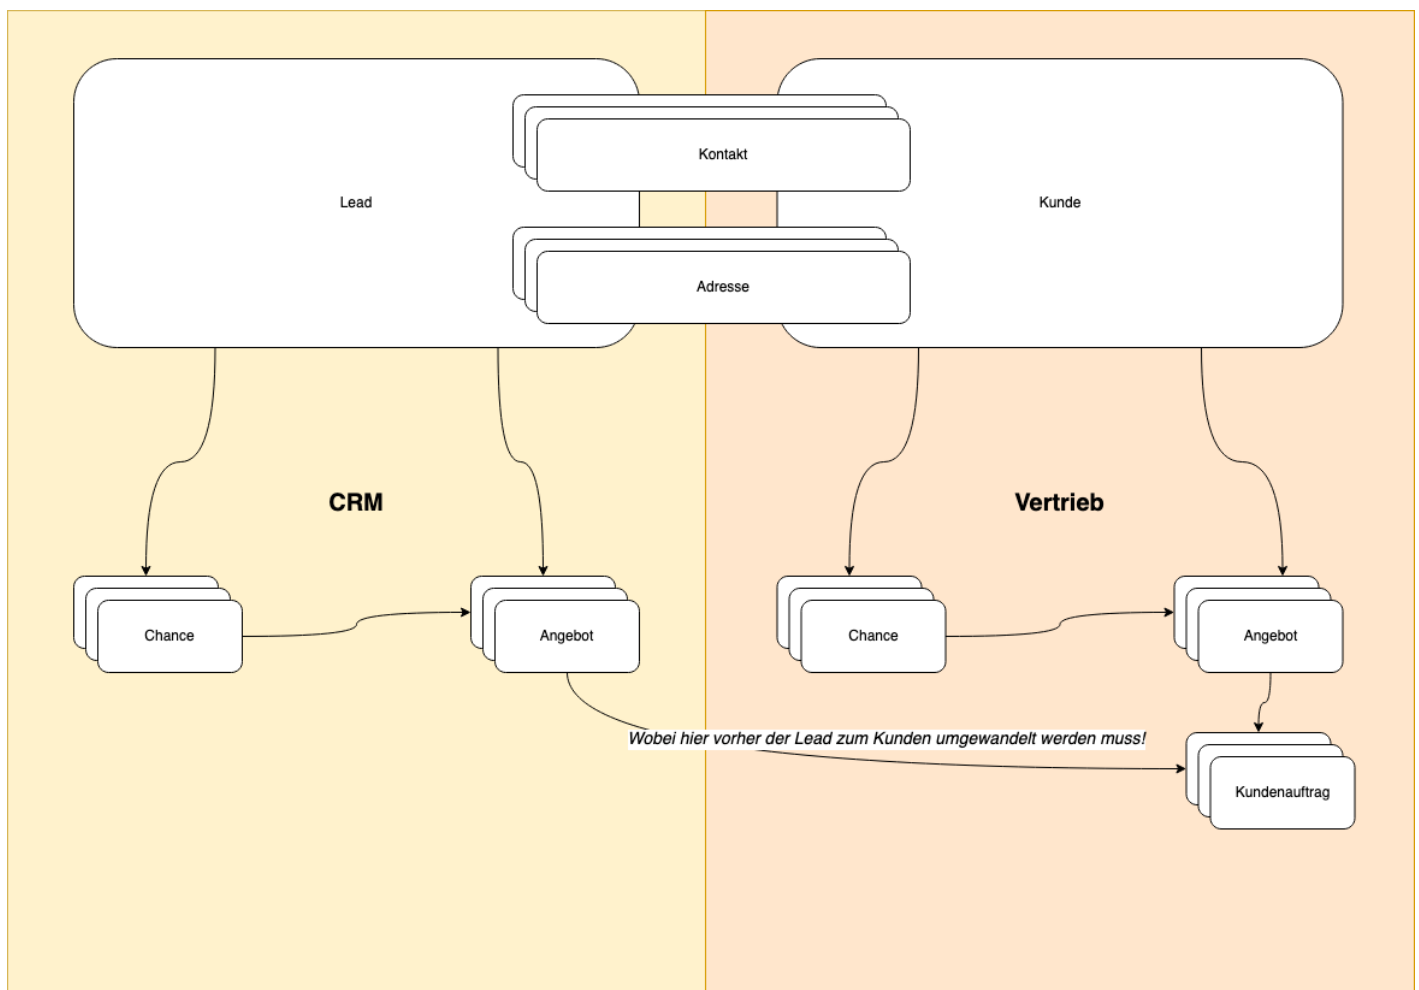 Kontakt
Lead
Kunde
Adresse
CRM
Vertrieb
Chance
Angebot
Chance
Angebot
Wobei hier vorher der Lead zum Kunden umgewandelt werden muss!
Kundenauftrag